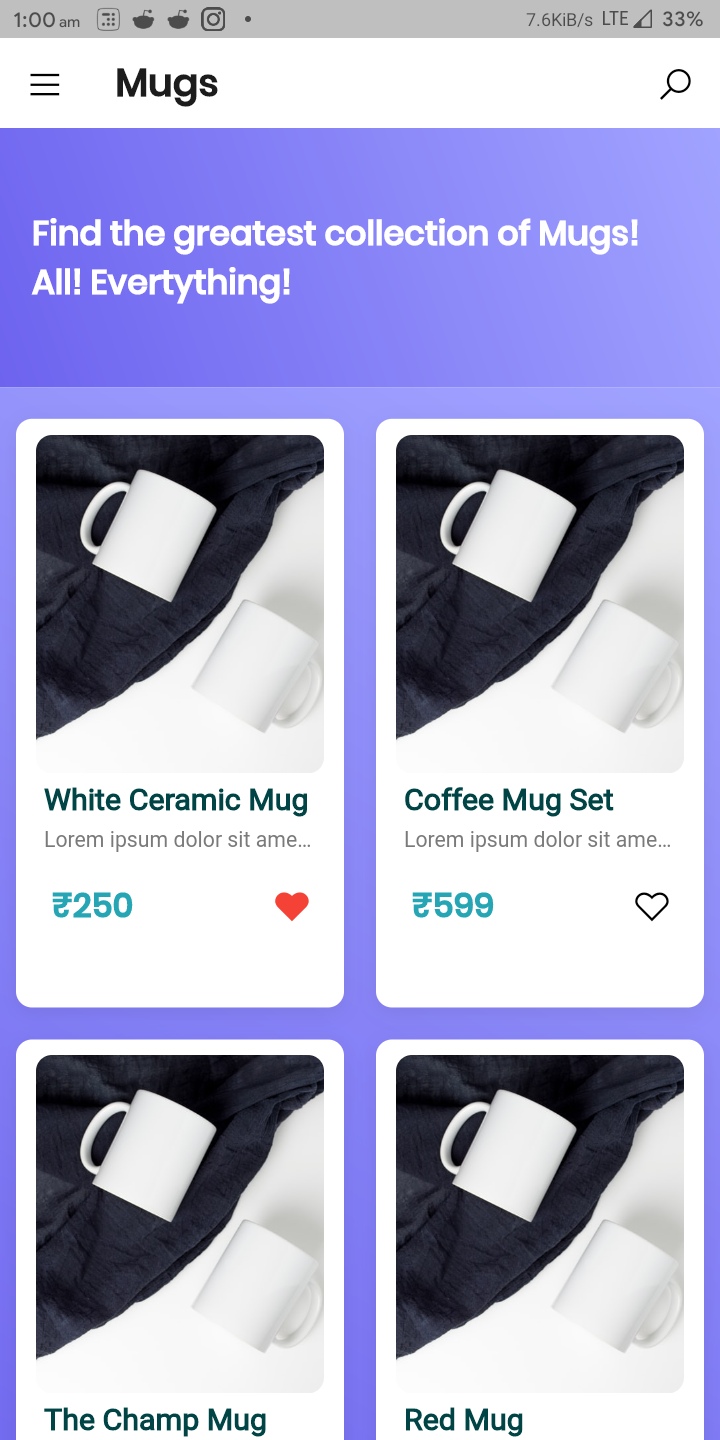 1:00 am 7.6KiB/s LTE 33%
Mugs
Find the greatest collection of Mugs!
All! Evertything!
White Ceramic Mug
Lorem ipsum dolor sit ame…
₹250
Coffee Mug Set
Lorem ipsum dolor sit ame…
₹599
The Champ Mug
Red Mug